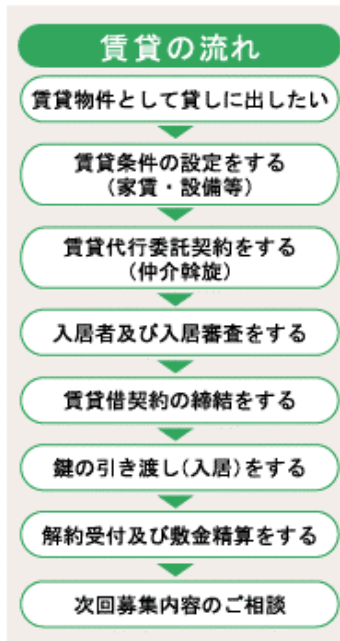 賃貸の流れ
賃貸物件として貸しに出したい
賃貸条件の設定をする
（家賃・設備等）
賃貸代行委託契約をする
（仲介斡旋）
入居者及び入居審査をする
賃貸借契約の締結をする
鍵の引き渡し(入居)をする
解約受付及び敷金精算をする
次回募集内容のご相談